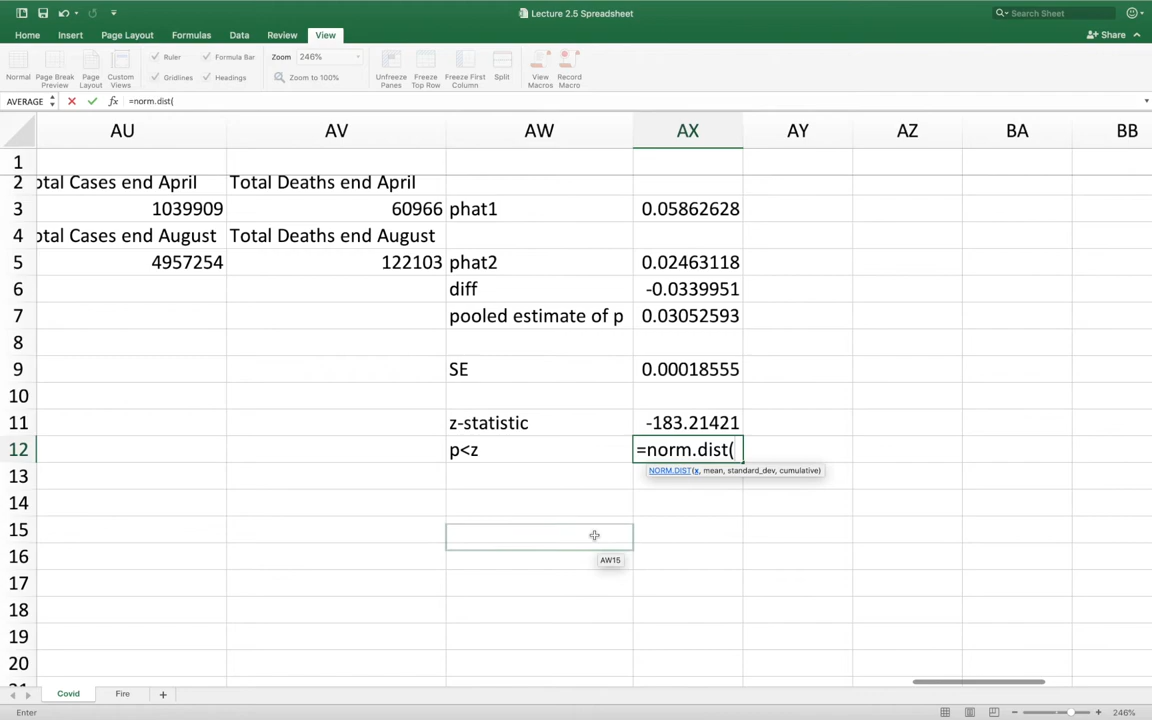 Lecture 2.5 Spreadsheet
Search Sheet
Home Insert Page Layout Formulas Data Review View
Share
Normal
Page Break Preview
Page Layout
Custom Views
Ruler
Formula Bar
Gridlines
Headings
Zoom 246%
Zoom to 100%
Unfreeze Panes
Freeze Top Row
Freeze First Column
Split
View Macros
Record Macro
AVERAGE fx =norm.dist(
AU AV AW AX AY AZ BA BB
1
2 otal Cases end April Total Deaths end April
3 1039909 60966 phat1 0.05862628
4 otal Cases end August Total Deaths end August
5 4957254 122103 phat2 0.02463118
6 diff -0.0339951
7 pooled estimate of p 0.03052593
8
9 SE 0.00018555
10
11 z-statistic -183.21421
12 p<z =norm.dist(
NORM.DIST(x, mean, standard_dev, cumulative)
13
14
15
AW15
16
17
18
19
20
Covid Fire +
Enter
246%